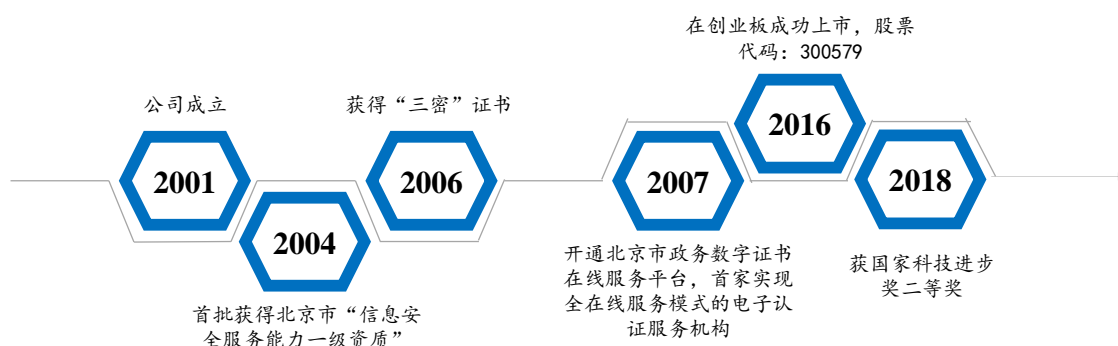 公司成立
2001
2004
首批获得北京市“信息安
全服务能力一级资质”
获得“三密”证书
2006
2007
开通北京市政务数字证书
在线服务平台，首家实现
全在线服务模式的电子认
证服务机构
在创业板成功上市，股票
代码：300579
2016
2018
获国家科技进步
奖二等奖